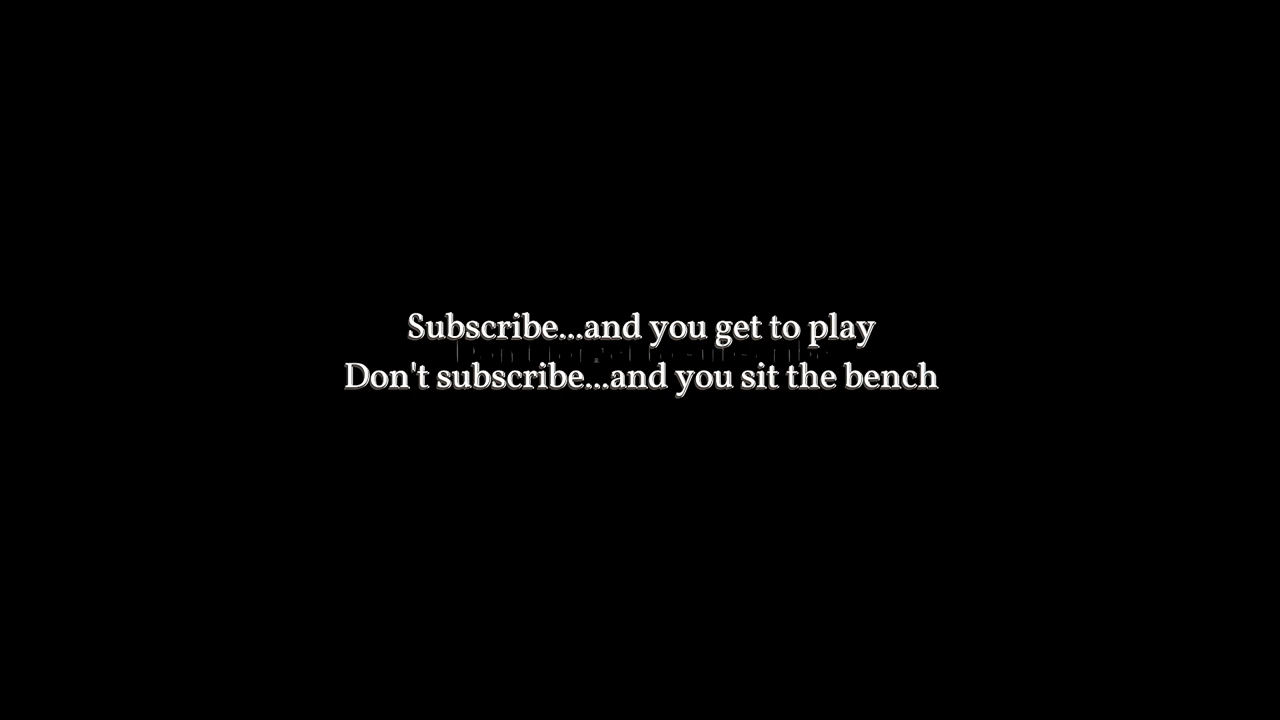 Subscribe...and you get to play
Don't subscribe...and you sit the bench